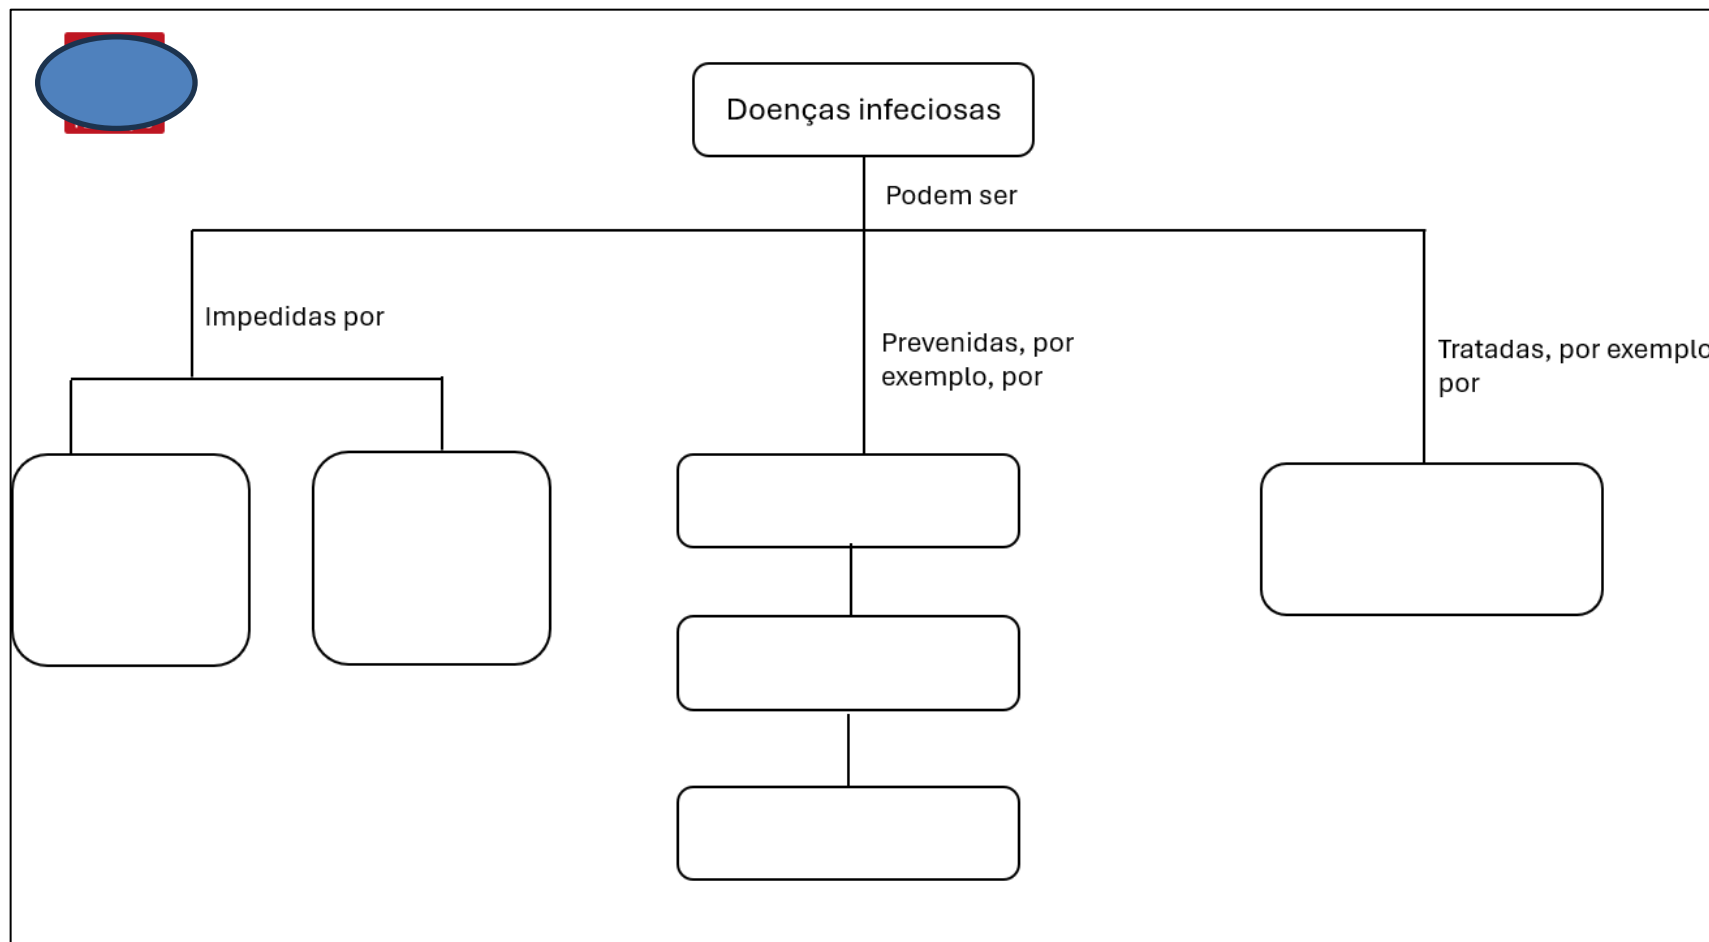 Doenças infeciosas
Podem ser
Impedidas por
Prevenidas, por
exemplo, por
Tratadas, por exemplo
por